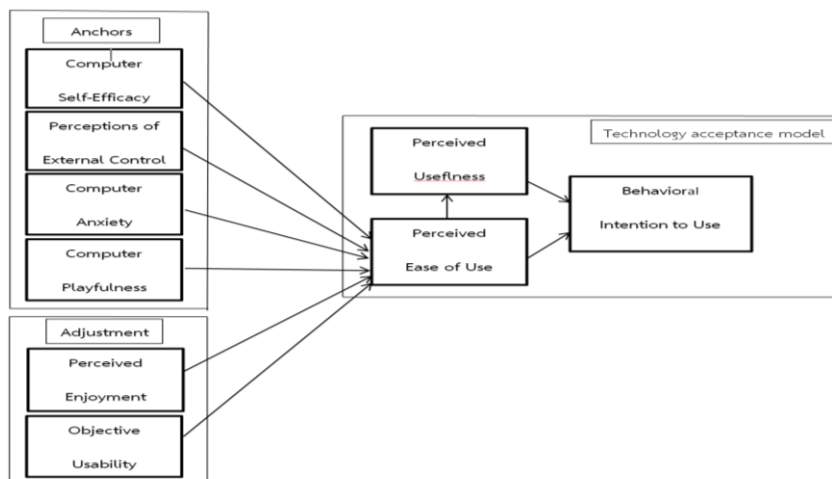 Anchors
Computer
Self-Efficacy
Perceptions of
External Control
Computer
Anxiety
Computer
Playfulness
Adjustment
Perceived
Enjoyment
Objective
Usability
Technology acceptance model
Perceived
Useflness
Perceived
Ease of Use
Behavioral
Intention to Use